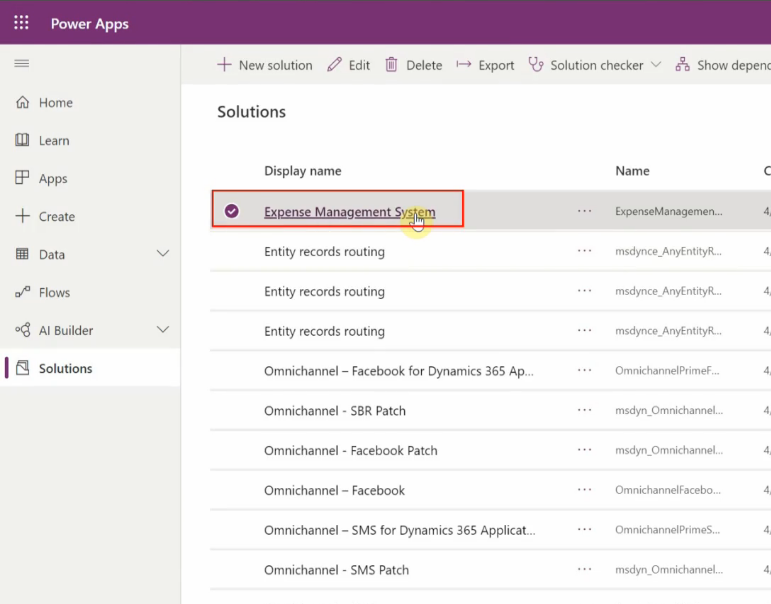 Power Apps
New solution Edit Delete Export Solution checker Show depend
Home
Learn
Apps
Create
Data
Flows
AI Builder
Solutions
Solutions
Display name Name C
Expense Management System ... ExpenseManagemen... 4/
Entity records routing ... msdynce_AnyEntityR... 4/
Entity records routing ... msdynce_AnyEntityR... 4/
Entity records routing ... msdynce_AnyEntityR... 4/
Omnichannel – Facebook for Dynamics 365 Ap... ... OmnichannelPrimeF... 4/
Omnichannel - SBR Patch ... msdyn_Omnichannel... 4/
Omnichannel - Facebook Patch ... msdyn_Omnichannel... 4/
Omnichannel – Facebook ... OmnichannelFacebo... 4/
Omnichannel – SMS for Dynamics 365 Applicat... ... OmnichannelPrimeS... 4/
Omnichannel - SMS Patch ... msdyn_Omnichannel... 4/